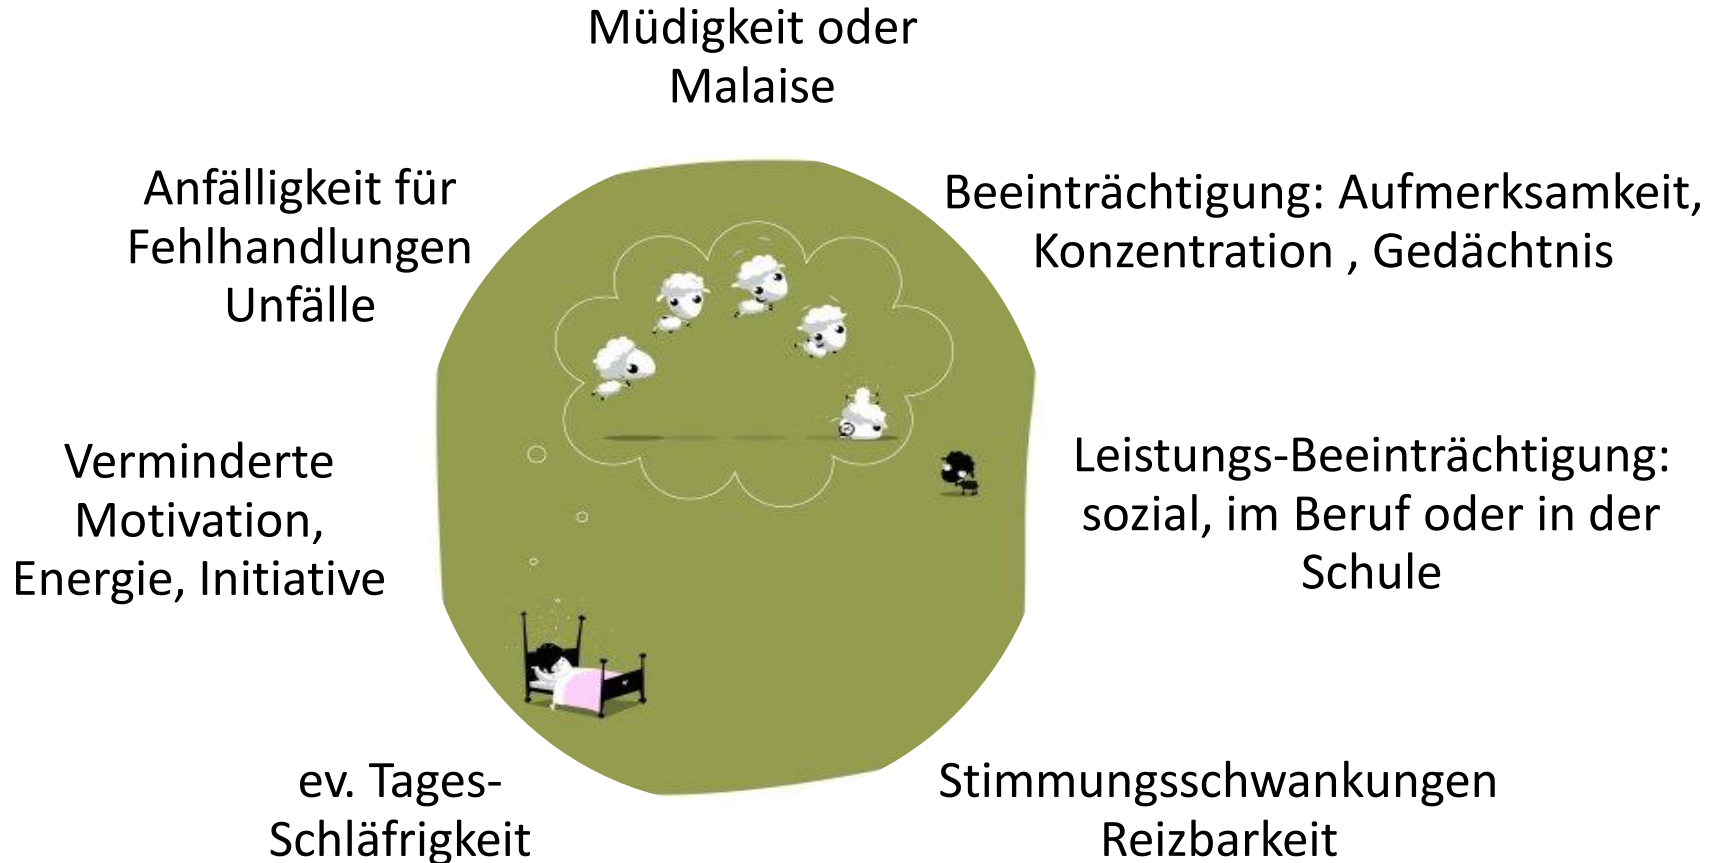 Müdigkeit oder
Malaise
Anfälligkeit für
Fehlhandlungen
Unfälle
Beeinträchtigung: Aufmerksamkeit,
Konzentration , Gedächtnis
Verminderte
Motivation,
Energie, Initiative
Leistungs-Beeinträchtigung:
sozial, im Beruf oder in der
Schule
ev. Tages-
Schläfrigkeit
Stimmungsschwankungen
Reizbarkeit